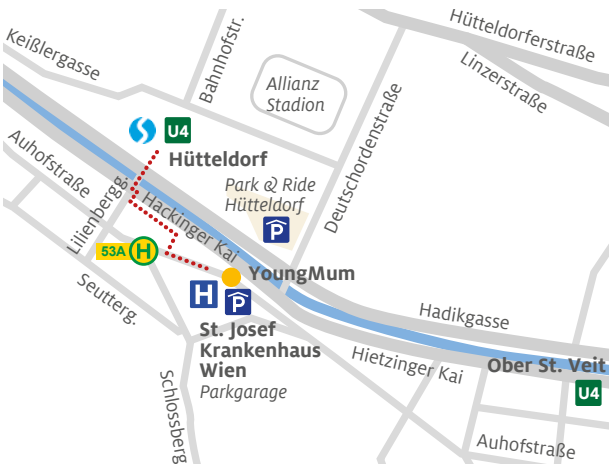 Hütteldorferstraße
Keißlergasse
Bahnhofstr.
Linzerstraße
Allianz
Stadion
Deutschordenstraße
U4
Hütteldorf
Auhofstraße
Park & Ride
Hütteldorf
P
Lilienbergg.
Hackinger Kai
53A H
YoungMum
Seutterg.
H P
St. Josef
Krankenhaus
Wien
Parkgarage
Hadikgasse
Hietzinger Kai
Ober St. Veit
U4
Schlossberg
Auhofstraße